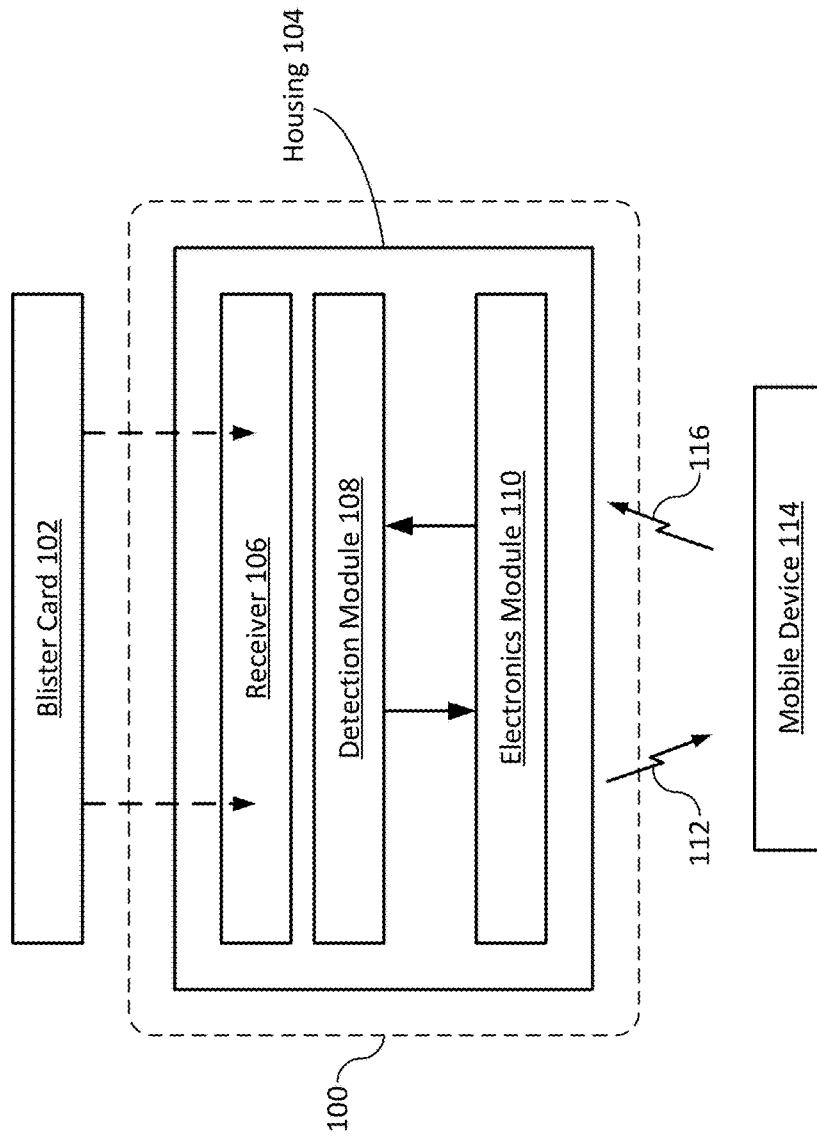 Blister Card 102
Housing 104
Receiver 106
Detection Module 108
Electronics Module 110
100
112
116
Mobile Device 114